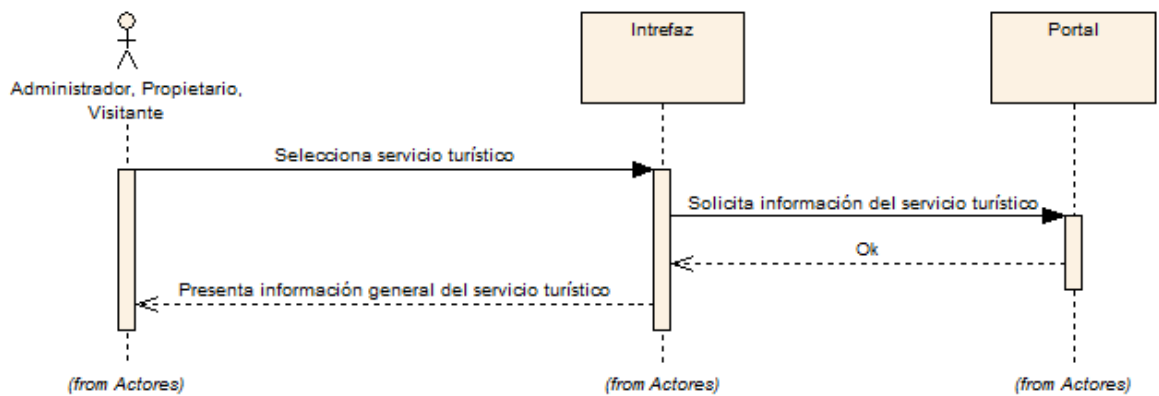 Intrefaz
Portal
Administrador, Propietario,
Visitante
Selecciona servicio turístico
Solicita información del servicio turístico
Ok
Presenta información general del servicio turístico
(from Actores)
(from Actores)
(from Actores)